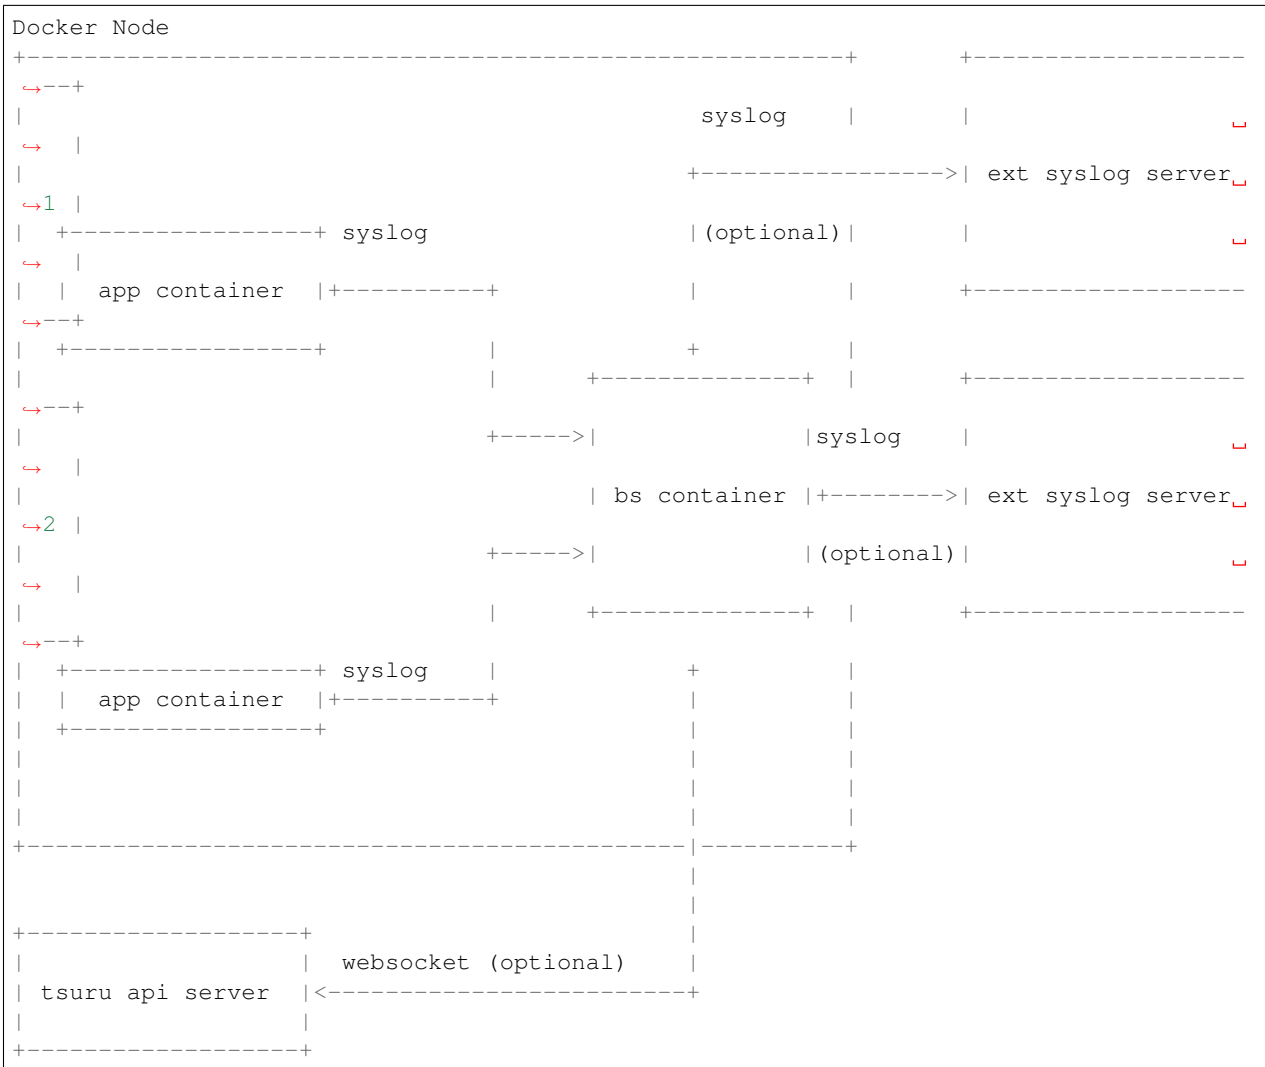 Docker Node
+---------------------------------------------------------+       +-------------------
↪--+
|                                               syslog    |       |                  ␣
↪  |
|                                              +----------------->| ext syslog server␣
↪1 |
|  +-----------------+ syslog                  |(optional)|       |                  ␣
↪  |
|  |  app container  |+----------+             |          |       +-------------------
↪--+
|  +-----------------+           |             +          |
|                                |      +--------------+  |       +-------------------
↪--+
|                                +----->|              |syslog    |                  ␣
↪  |
|                                       | bs container |+-------->| ext syslog server␣
↪2 |
|                                +----->|              |(optional)|                  ␣
↪  |
|                                |      +--------------+  |       +-------------------
↪--+
|  +-----------------+ syslog    |             +          |
|  |  app container  |+----------+             |          |
|  +-----------------+                         |          |
|                                              |          |
|                                              |          |
|                                              |          |
+----------------------------------------------|----------+
                                               |
                                               |
+-------------------+                          |
|                   |  websocket (optional)    |
| tsuru api server  |<-------------------------+
|                   |
+-------------------+